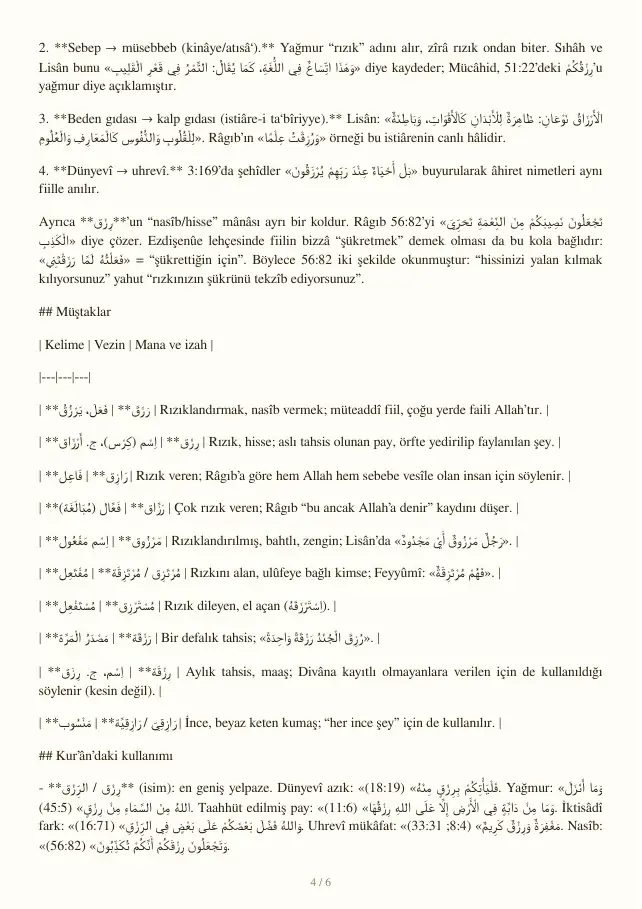 2. **Sebep → müsebbeb (kinâye/atısâ‘).** Yağmur “rızık” adını alır, zîrâ rızık ondan biter. Sıhâh ve
Lisân bunu «وَهَذَا اتِّسَاعٌ فِي اللُّغَةِ، كَمَا يُقَالُ: التَّمْرُ فِي قَعْرِ الْقَلِيبِ» diye kaydeder; Mücâhid, 51:22’deki رِزْقُكُمْ’u
yağmur diye açıklamıştır.
3. **Beden gıdası → kalp gıdası (istiâre-i ta‘bîriyye).** Lisân: «الْأَرْزَاقُ نَوْعَانِ: ظَاهِرَةٌ لِلْأَبْدَانِ كَالْأَقْوَاتِ، وَبَاطِنَةٌ
لِلْقُلُوبِ وَالنُّفُوسِ كَالْمَعَارِفِ وَالْعُلُومِ». Râgıb’ın «وَرُزِقْتُ عِلْمًا» örneği bu istiârenin canlı hâlidir.
4. **Dünyevî → uhrevî.** 3:169’da şehîdler «بَلْ أَحْيَاءٌ عِنْدَ رَبِّهِمْ يُرْزَقُونَ» buyurularak âhiret nimetleri aynı
fiille anılır.
Ayrıca **رِزْق**’un “nasîb/hisse” mânâsı ayrı bir koldur. Râgıb 56:82’yi «تَجْعَلُونَ نَصِيبَكُمْ مِنَ النِّعْمَةِ تَحَرِّيَ
الْكَذِبِ» diye çözer. Ezdişenûe lehçesinde fiilin bizzâ “şükretmek” demek olması da bu kola bağlıdır:
«فَعَلْتُهُ لَمَّا رَزَقْتَنِي» = “şükrettiğin için”. Böylece 56:82 iki şekilde okunmuştur: “hissinizi yalan kılmak
kılıyorsunuz” yahut “rızkınızın şükrünü tekzîb ediyorsunuz”.
## Müştaklar
| Kelime | Vezin | Mana ve izah |
|---|---|---|
| **رَزَقَ** | فَعَلَ، يَرْزُقُ | Rızıklandırmak, nasîb vermek; müteaddî fiil, çoğu yerde faili Allah’tır. |
| **رِزْق** | اِسْم (كِرْس)، ج. أَرْزَاق | Rızık, hisse; aslı tahsis olunan pay, örfte yedirilip faylanılan şey. |
| **رَازِق** | فَاعِل | Rızık veren; Râgıb’a göre hem Allah hem sebebe vesîle olan insan için söylenir. |
| **رَزَّاق** | فَعَّال (مُبَالَغَة) | Çok rızık veren; Râgıb “bu ancak Allah’a denir” kaydını düşer. |
| **مَرْزُوق** | اِسْم مَفْعُول | Rızıklandırılmış, bahtlı, zengin; Lisân’da «رَجُلٌ مَرْزُوقٌ أَيْ مَجْدُودٌ». |
| **مُرْتَزِق / مُرْتَزِقَة** | مُفْتَعِل | Rızkını alan, ulûfeye bağlı kimse; Feyyûmî: «فَهُمْ مُرْتَزِقَةٌ». |
| **مُسْتَرْزِق** | مُسْتَفْعِل | Rızık dileyen, el açan (اِسْتَرْزَقَهُ). |
| **رَزْقَة** | مَصْدَرُ الْمَرَّة | Bir defalık tahsis; «رُزِقَ الْجُنْدُ رَزْقَةً وَاحِدَةً». |
| **رِزْقَة** | اِسْم، ج. رِزَق | Aylık tahsis, maaş; Divâna kayıtlı olmayanlara verilen için de kullanıldığı
söylenir (kesin değil). |
| **رَازِقِيّ / رَازِقِيَّة** | مَنْسُوب | İnce, beyaz keten kumaş; “her ince şey” için de kullanılır. |
## Kur’ân’daki kullanımı
- **رِزْق / الرِّزْق** (isim): en geniş yelpaze. Dünyevî azık: «فَلْيَأْتِكُمْ بِرِزْقٍ مِنْهُ» (18:19). Yağmur: «وَمَا أَنْزَلَ
اللهُ مِنَ السَّمَاءِ مِنْ رِزْقٍ» (45:5). Taahhüt edilmiş pay: «وَمَا مِنْ دَابَّةٍ فِي الْأَرْضِ إِلَّا عَلَى اللهِ رِزْقُهَا» (11:6). İktisâdî
fark: «وَاللهُ فَضَّلَ بَعْضَكُمْ عَلَى بَعْضٍ فِي الرِّزْقِ» (16:71). Uhrevî mükâfat: «مَغْفِرَةٌ وَرِزْقٌ كَرِيمٌ» (8:4; 33:31). Nasîb:
«وَتَجْعَلُونَ رِزْقَكُمْ أَنَّكُمْ تُكَذِّبُونَ» (56:82).
4 / 6